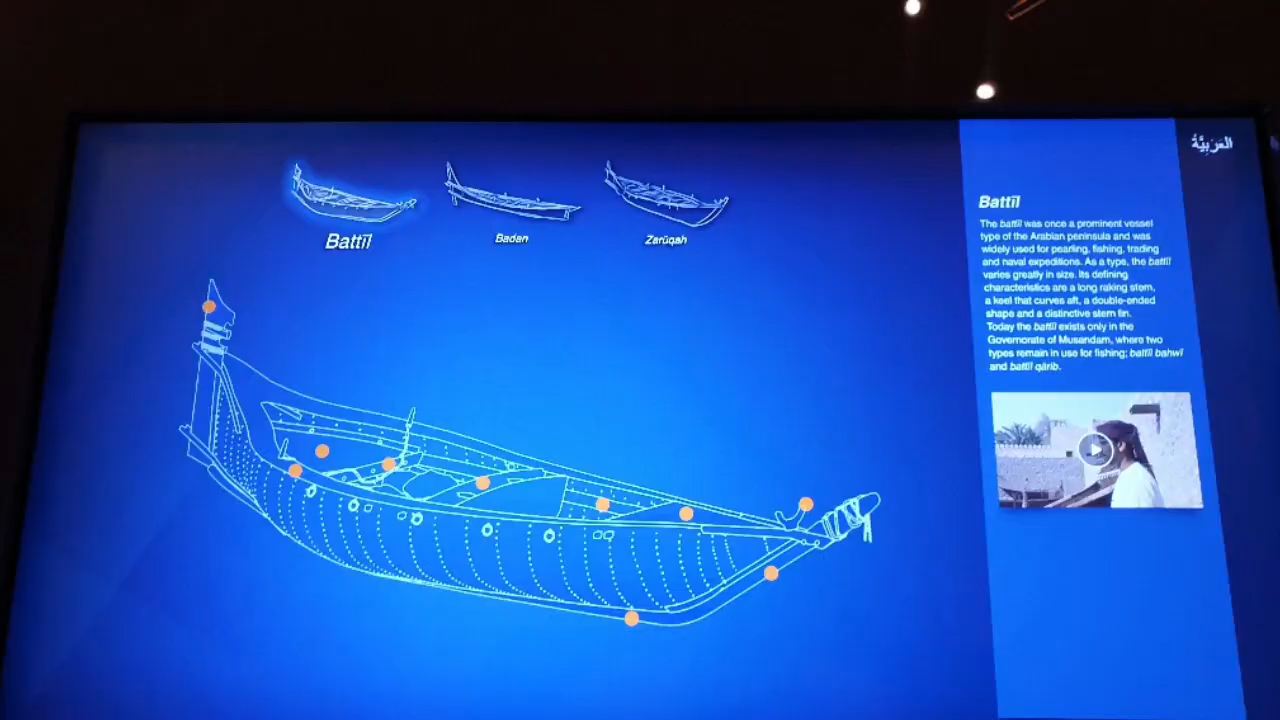 العَرَبِيَّةُ
Battīl
Badan
Zarūqah
Battīl
The battīl was once a prominent vessel
type of the Arabian peninsula and was
widely used for pearling, fishing, trading
and naval expeditions. As a type, the battīl
varies greatly in size. Its defining
characteristics are a long raking stem,
a keel that curves aft, a double-ended
shape and a distinctive stern fin.
Today the battīl exists only in the
Governorate of Musandam, where two
types remain in use for fishing; battīl bahwī
and battīl qārib.